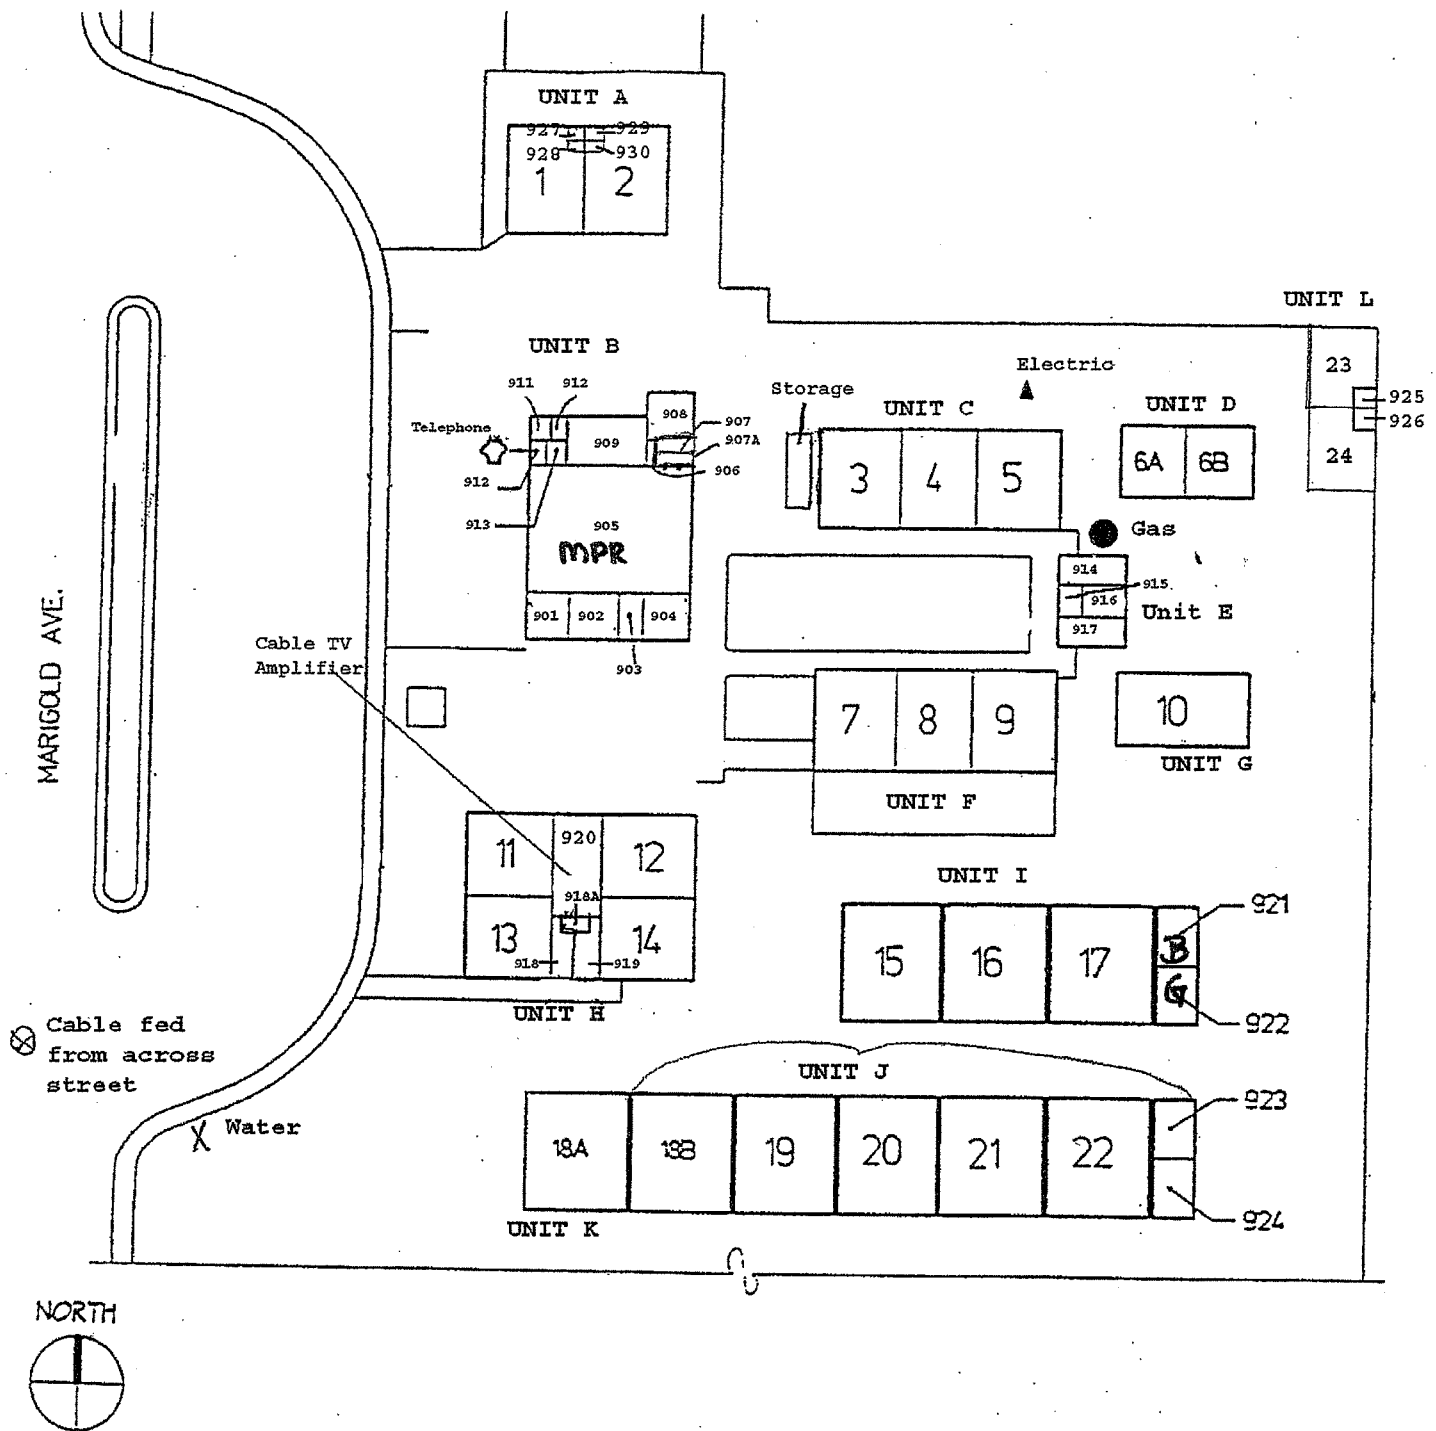 UNIT A
927
929
928
930
1
2
UNIT L
UNIT B
23
925
926
24
Electric
Storage
911
912
908
907
Telephone
909
907A
906
912
913
905
MPR
901
902
904
903
UNIT C
3
4
5
UNIT D
6A
6B
Gas
914
915
916
917
Unit E
MARIGOLD AVE.
Cable TV
Amplifier
7
8
9
UNIT F
10
UNIT G
11
920
12
918A
13
14
918
919
UNIT H
UNIT I
15
16
17
B
G
921
922
Cable fed
from across
street
Water
UNIT J
18A
18B
19
20
21
22
923
924
UNIT K
NORTH